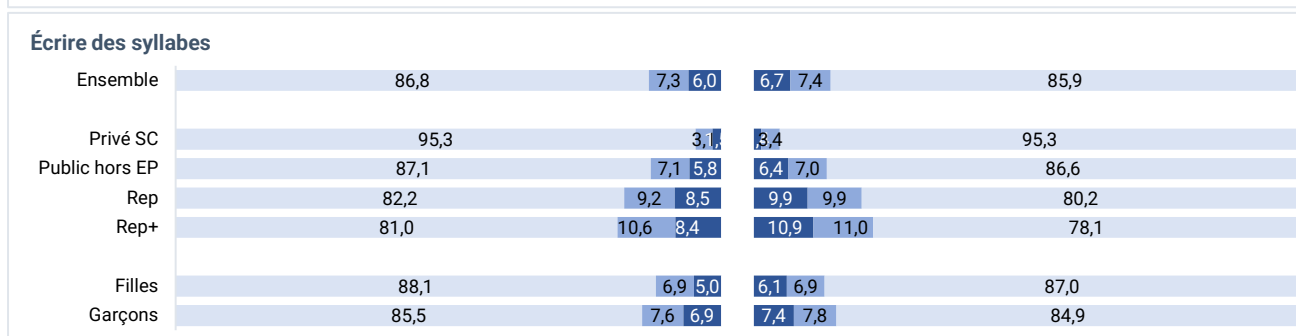 Écrire des syllabes
Ensemble 86,8 7,3 6,0 6,7 7,4 85,9
Privé SC 95,3 3,1 3,4 95,3
Public hors EP 87,1 7,1 5,8 6,4 7,0 86,6
Rep 82,2 9,2 8,5 9,9 9,9 80,2
Rep+ 81,0 10,6 8,4 10,9 11,0 78,1
Filles 88,1 6,9 5,0 6,1 6,9 87,0
Garçons 85,5 7,6 6,9 7,4 7,8 84,9